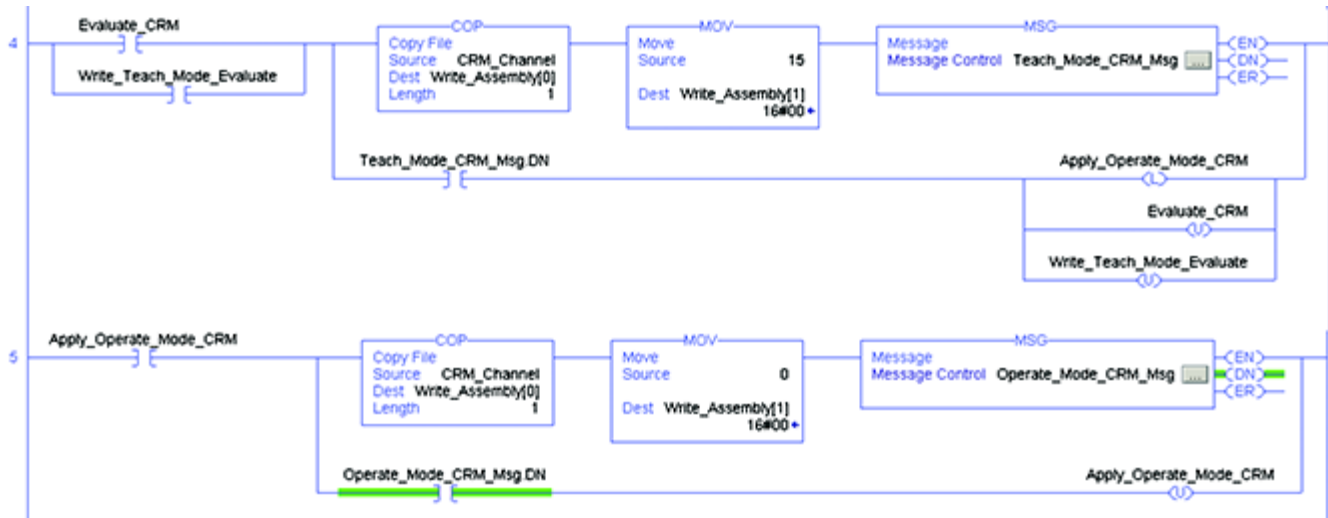 Evaluate_CRM
4
Write_Teach_Mode_Evaluate
COP
Copy File
Source CRM_Channel
Dest Write_Assembly[0]
Length 1
MOV
Move
Source 15
Dest Write_Assembly[1]
16#00
MSG
Message
Message Control Teach_Mode_CRM_Msg ...
EN
DN
ER
Teach_Mode_CRM_Msg.DN
Apply_Operate_Mode_CRM
L
Evaluate_CRM
U
Write_Teach_Mode_Evaluate
U
Apply_Operate_Mode_CRM
5
COP
Copy File
Source CRM_Channel
Dest Write_Assembly[0]
Length 1
MOV
Move
Source 0
Dest Write_Assembly[1]
16#00
MSG
Message
Message Control Operate_Mode_CRM_Msg ...
EN
DN
ER
Operate_Mode_CRM_Msg.DN
Apply_Operate_Mode_CRM
U